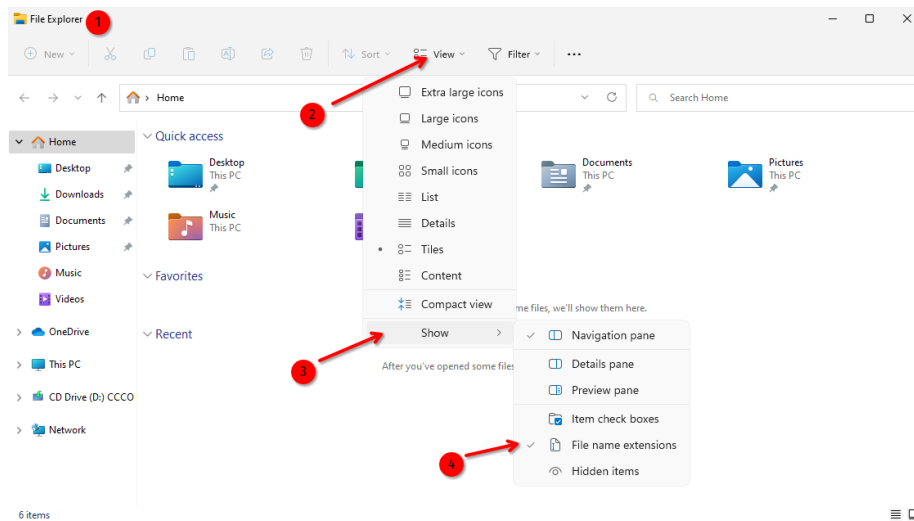 File Explorer
1
New
Sort
View
Filter
Home
Search Home
2
Extra large icons
Large icons
Medium icons
Small icons
List
Details
Tiles
Content
Compact view
Show
3
Home
Desktop
Downloads
Documents
Pictures
Music
Videos
OneDrive
This PC
CD Drive (D:) CCCO
Network
Quick access
Desktop
This PC
Documents
This PC
Pictures
This PC
Music
This PC
Favorites
me files, we'll show them here.
Recent
After you've opened some files
Navigation pane
Details pane
Preview pane
Item check boxes
File name extensions
Hidden items
4
6 items